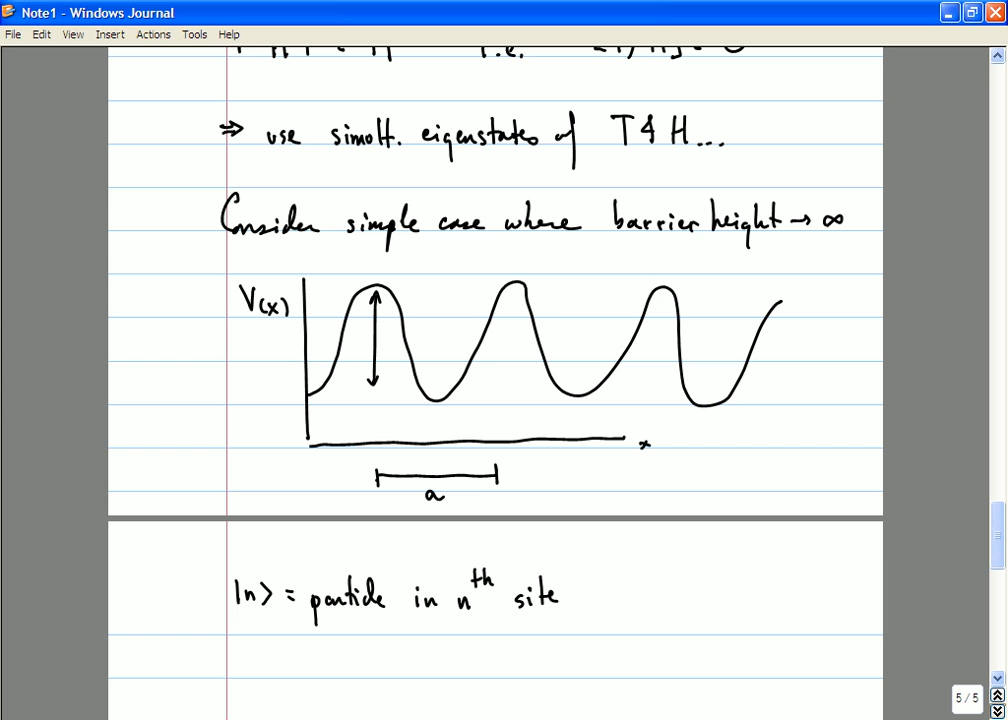 Note1 - Windows Journal
File Edit View Insert Actions Tools Help
i.e.
⇒ use simult. eigenstates of T & H...
Consider simple case where barrier height → ∞
V(x)
x
a
|n> = particle in nth site
5/5